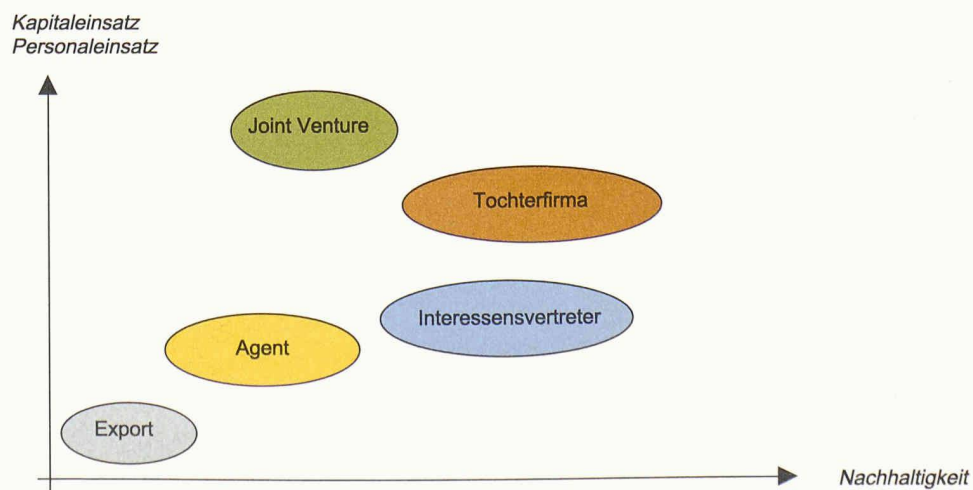 Kapitaleinsatz
Personaleinsatz
Joint Venture
Tochterfirma
Interessensvertreter
Agent
Export
Nachhaltigkeit